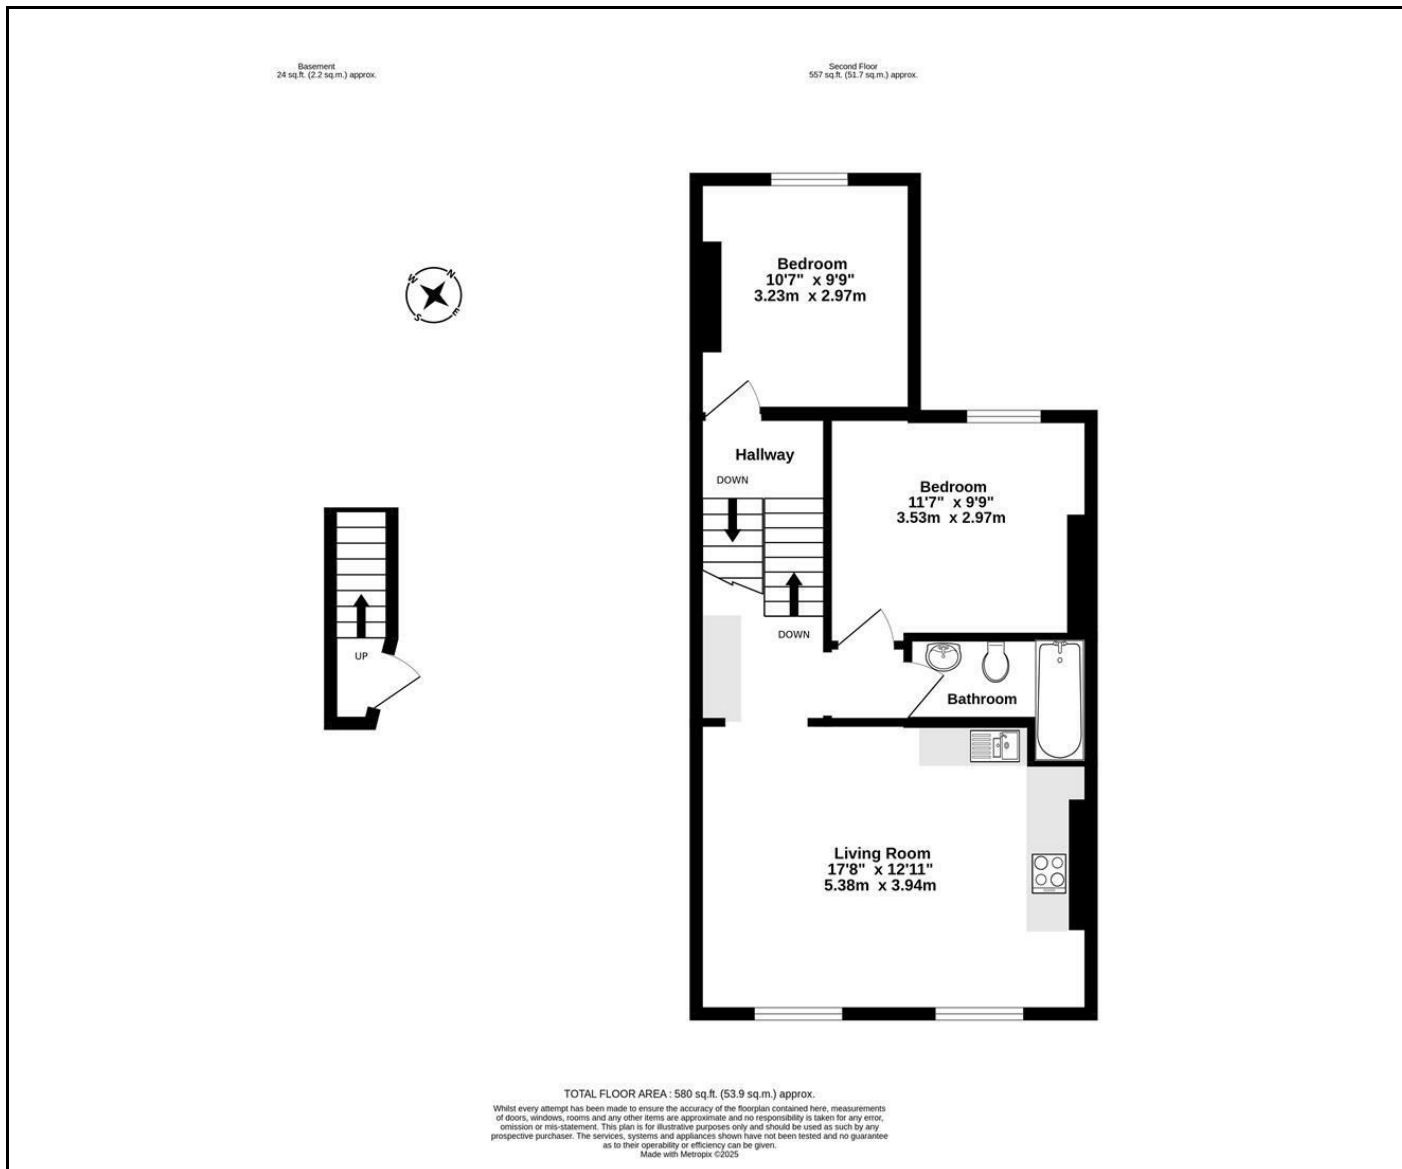 Basement
24 sq.ft. (2.2 sq.m.) approx.
Second Floor
557 sq.ft. (51.7 sq.m.) approx.
Bedroom
10'7" x 9'9"
3.23m x 2.97m
N
W
E
S
Hallway
DOWN
Bedroom
11'7" x 9'9"
3.53m x 2.97m
DOWN
UP
Bathroom
Living Room
17'8" x 12'11"
5.38m x 3.94m
TOTAL FLOOR AREA : 580 sq.ft. (53.9 sq.m.) approx.
Whilst every attempt has been made to ensure the accuracy of the floorplan contained here, measurements
of doors, windows, rooms and any other items are approximate and no responsibility is taken for any error,
omission or mis-statement. This plan is for illustrative purposes only and should be used as such by any
prospective purchaser. The services, systems and appliances shown have not been tested and no guarantee
as to their operability or efficiency can be given.
Made with Metropix ©2025